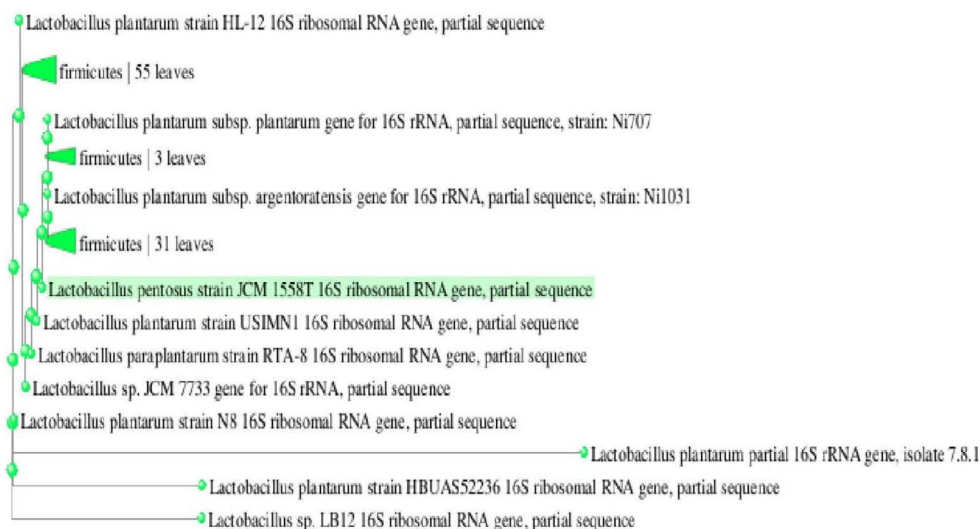 Lactobacillus plantarum strain HL-12 16S ribosomal RNA gene, partial sequence
firmicutes | 55 leaves
Lactobacillus plantarum subsp. plantarum gene for 16S rRNA, partial sequence, strain: Ni707
firmicutes | 3 leaves
Lactobacillus plantarum subsp. argentoratensis gene for 16S rRNA, partial sequence, strain: Ni1031
firmicutes | 31 leaves
Lactobacillus pentosus strain JCM 1558T 16S ribosomal RNA gene, partial sequence
Lactobacillus plantarum strain USIMN1 16S ribosomal RNA gene, partial sequence
Lactobacillus paraplantarum strain RTA-8 16S ribosomal RNA gene, partial sequence
Lactobacillus sp. JCM 7733 gene for 16S rRNA, partial sequence
Lactobacillus plantarum strain N8 16S ribosomal RNA gene, partial sequence
Lactobacillus plantarum partial 16S rRNA gene, isolate 7.8.1
Lactobacillus plantarum strain HBUAS52236 16S ribosomal RNA gene, partial sequence
Lactobacillus sp. LB12 16S ribosomal RNA gene, partial sequence